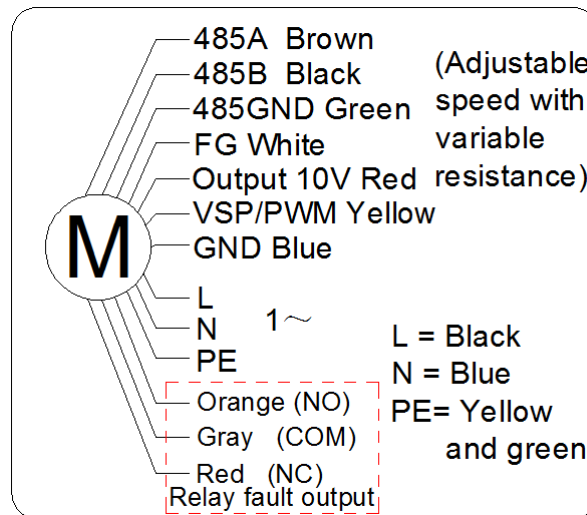 485A Brown
485B Black
485GND Green
FG White
Output 10V Red
VSP/PWM Yellow
GND Blue
(Adjustable
speed with
variable
resistance)
M
L
N
PE
1~
L = Black
N = Blue
PE= Yellow
and green
Orange (NO)
Gray (COM)
Red (NC)
Relay fault output